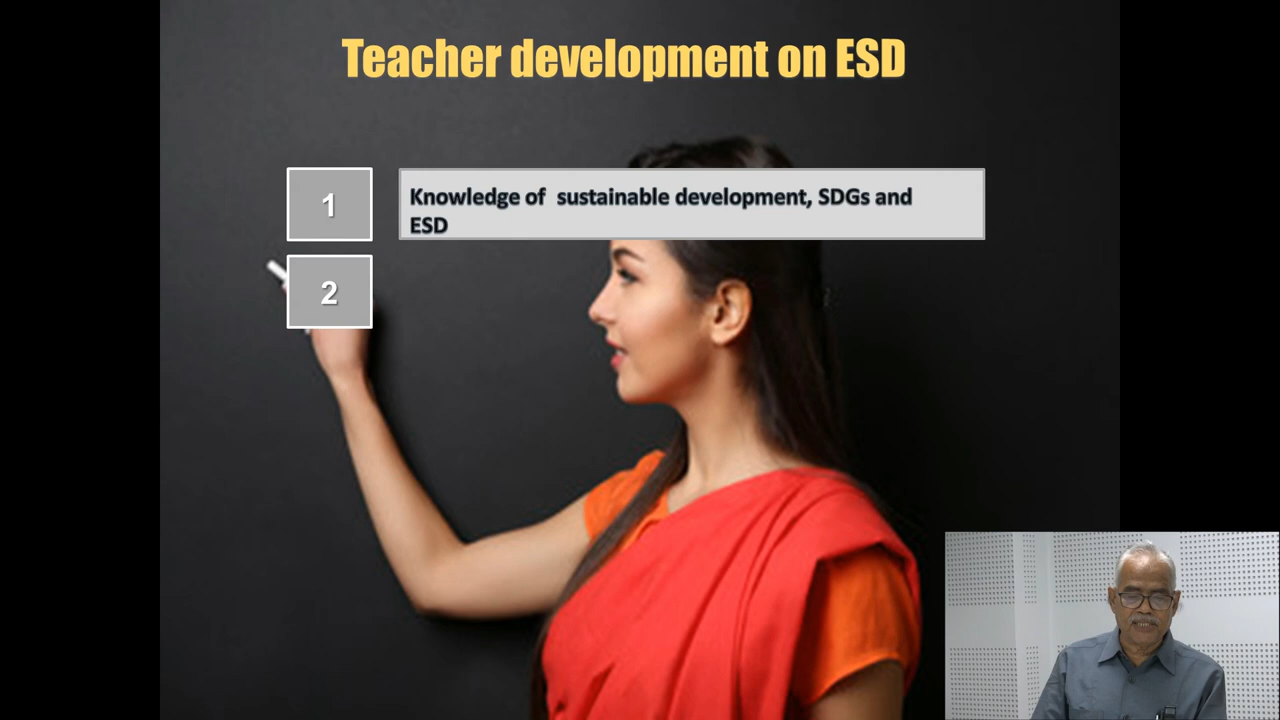 Teacher development on ESD
1
Knowledge of  sustainable development, SDGs and
ESD
2